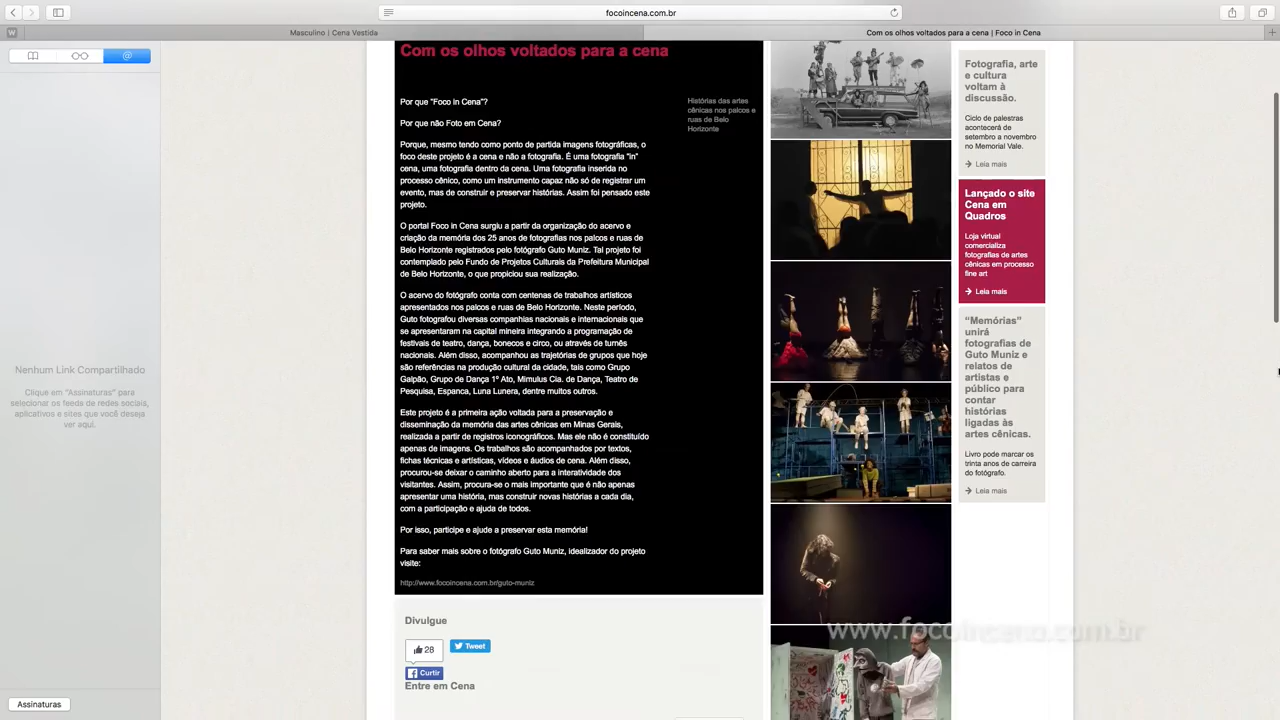 focoincena.com.br
Masculino | Cena Vestida
Com os olhos voltados para a cena | Foco in Cena
Nenhum Link Compartilhado
Clique em “Assinaturas” para
selecionar os feeds de redes sociais,
aplicativos e sites que você deseja
ver aqui.
Assinaturas
Com os olhos voltados para a cena
Por que "Foco in Cena"?
Por que não Foto em Cena?
Porque, mesmo tendo como ponto de partida imagens fotográficas, o
foco deste projeto é a cena e não a fotografia. É uma fotografia "in"
cena, uma fotografia dentro da cena. Uma fotografia inserida no
processo cênico, como um instrumento capaz não só de registrar um
evento, mas de construir e preservar histórias. Assim foi pensado este
projeto.
O portal Foco in Cena surgiu a partir da organização do acervo e
criação da memória dos 25 anos de fotografias nos palcos e ruas de
Belo Horizonte registrados pelo fotógrafo Guto Muniz. Tal projeto foi
contemplado pelo Fundo de Projetos Culturais da Prefeitura Municipal
de Belo Horizonte, o que propiciou sua realização.
O acervo do fotógrafo conta com centenas de trabalhos artísticos
apresentados nos palcos e ruas de Belo Horizonte. Neste período,
Guto fotografou diversas companhias nacionais e internacionais que
se apresentaram na capital mineira integrando a programação de
festivais de teatro, dança, bonecos e circo, ou através de turnês
nacionais. Além disso, acompanhou as trajetórias de grupos que hoje
são referências na produção cultural da cidade, tais como Grupo
Galpão, Grupo de Dança 1º Ato, Mimulus Cia. de Dança, Teatro de
Pesquisa, Espanca, Luna Lunera, dentre muitos outros.
Este projeto é a primeira ação voltada para a preservação e
disseminação da memória das artes cênicas em Minas Gerais,
realizada a partir de registros iconográficos. Mas ele não é constituído
apenas de imagens. Os trabalhos são acompanhados por textos,
fichas técnicas e artísticas, vídeos e áudios de cena. Além disso,
procurou-se deixar o caminho aberto para a interatividade dos
visitantes. Assim, procura-se o mais importante que é não apenas
apresentar uma história, mas construir novas histórias a cada dia,
com a participação e ajuda de todos.
Por isso, participe e ajude a preservar esta memória!
Para saber mais sobre o fotógrafo Guto Muniz, idealizador do projeto
visite:
http://www.focoincena.com.br/guto-muniz
Histórias das artes
cênicas nos palcos e
ruas de Belo
Horizonte
Divulgue
28
Tweet
Curtir
Entre em Cena
Fotografia, arte
e cultura
voltam à
discussão.
Ciclo de palestras
acontecerá de
setembro a novembro
no Memorial Vale.
Leia mais
Lançado o site
Cena em
Quadros
Loja virtual
comercializa
fotografias de artes
cênicas em processo
fine art
Leia mais
“Memórias”
unirá
fotografias de
Guto Muniz e
relatos de
artistas e
público para
contar
histórias
ligadas às
artes cênicas.
Livro pode marcar os
trinta anos de carreira
do fotógrafo.
Leia mais
www.focoincena.com.br